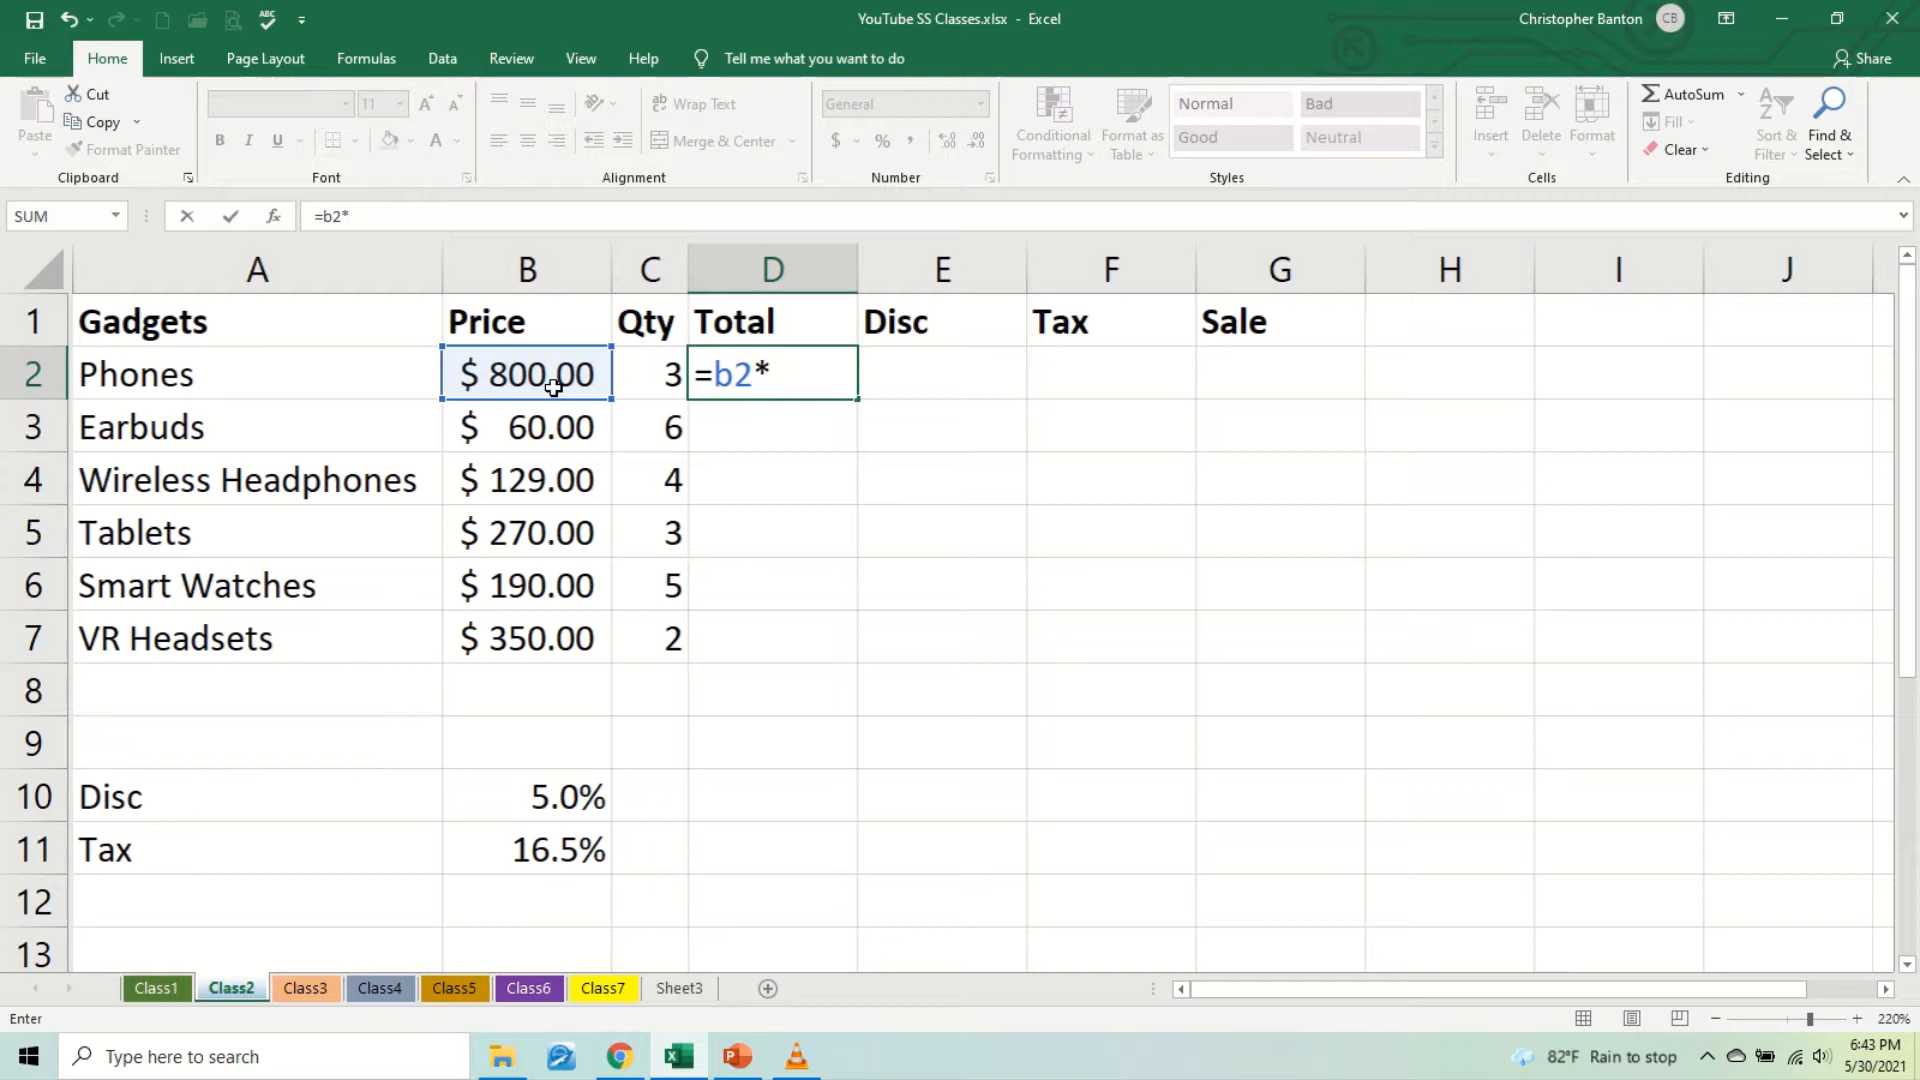 YouTube SS Classes.xlsx - Excel
Christopher Banton CB
File Home Insert Page Layout Formulas Data Review View Help Tell me what you want to do Share
Paste Cut Copy Format Painter Clipboard
11 B I U A Font
ab Wrap Text Merge & Center Alignment
General $ % , Number
Conditional Formatting Format as Table Normal Bad Good Neutral Styles
Insert Delete Format Cells
AutoSum Fill Clear Sort & Filter Find & Select Editing
SUM fx =b2*
A B C D E F G H I J
1 Gadgets Price Qty Total Disc Tax Sale
2 Phones $ 800.00 3 =b2*
3 Earbuds $ 60.00 6
4 Wireless Headphones $ 129.00 4
5 Tablets $ 270.00 3
6 Smart Watches $ 190.00 5
7 VR Headsets $ 350.00 2
8
9
10 Disc 5.0%
11 Tax 16.5%
12
13
Class1 Class2 Class3 Class4 Class5 Class6 Class7 Sheet3
Enter 220%
Type here to search 82°F Rain to stop 6:43 PM
5/30/2021